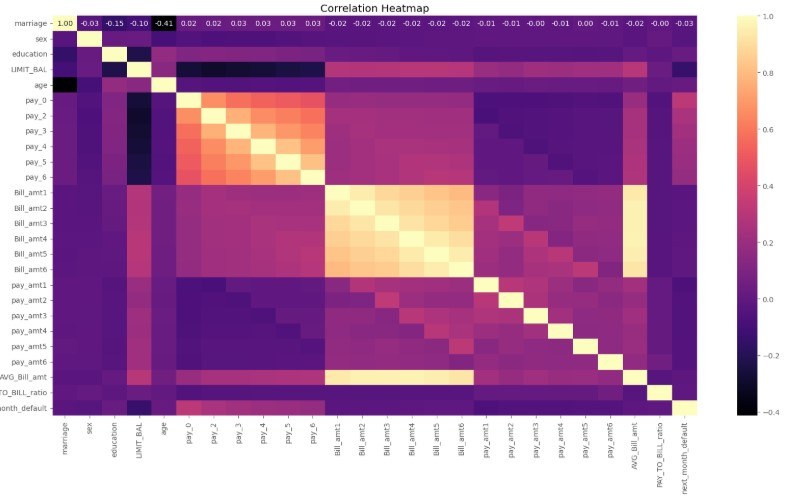 Correlation Heatmap
marriage 1.00 -0.03 -0.15 -0.10 -0.41 0.02 0.02 0.03 0.03 0.03 0.03 -0.02 -0.02 -0.02 -0.02 -0.02 -0.02 -0.00 -0.01 -0.00 -0.01 -0.00 -0.01 -0.02 -0.00 -0.03
sex
education
LIMIT_BAL
age
pay_0
pay_2
pay_3
pay_4
pay_5
pay_6
Bill_amt1
Bill_amt2
Bill_amt3
Bill_amt4
Bill_amt5
Bill_amt6
pay_amt1
pay_amt2
pay_amt3
pay_amt4
pay_amt5
pay_amt6
AVG_Bill_amt
TO_BILL_ratio
month_default
marriage sex education LIMIT_BAL age pay_0 pay_2 pay_3 pay_4 pay_5 pay_6 Bill_amt1 Bill_amt2 Bill_amt3 Bill_amt4 Bill_amt5 Bill_amt6 pay_amt1 pay_amt2 pay_amt3 pay_amt4 pay_amt5 pay_amt6 AVG_Bill_amt PAY_TO_BILL_ratio next_month_default
1.0
0.8
0.6
0.4
0.2
0.0
−0.2
−0.4